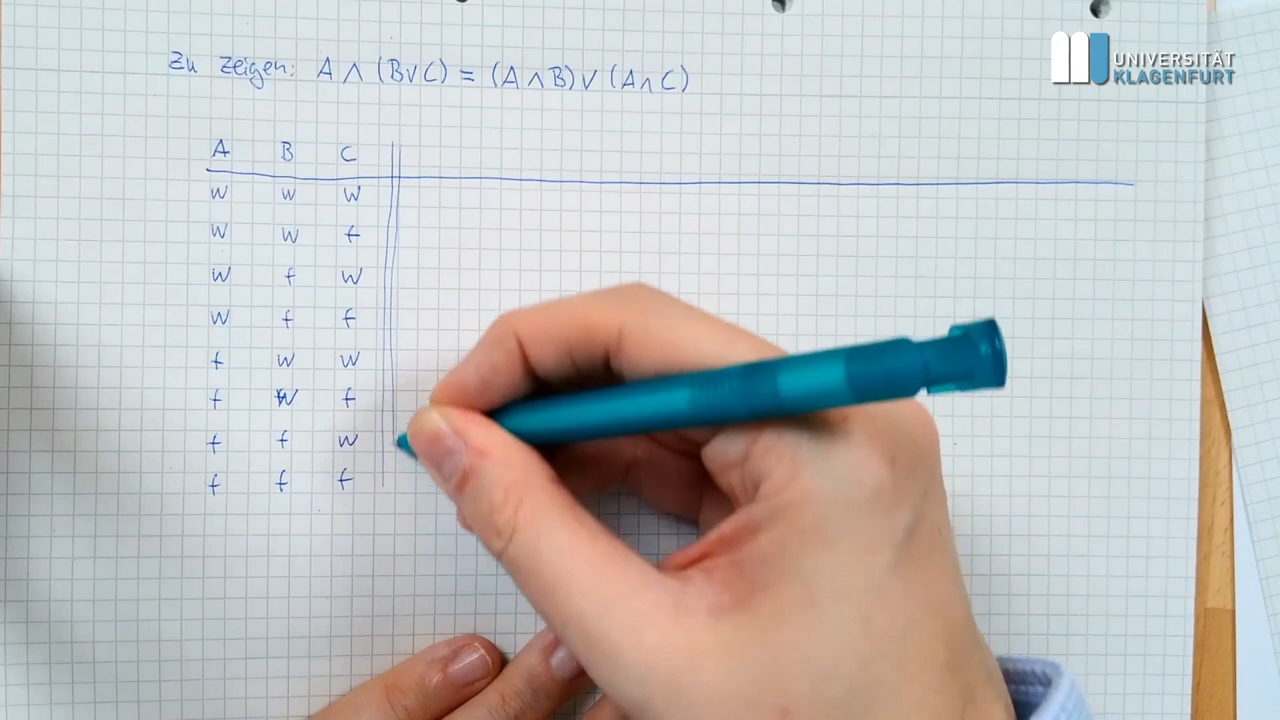 Zu zeigen: A ∧ (B∨C) = (A ∧ B) ∨ (A ∧ C)
UNIVERSITÄT
KLAGENFURT
A B C
w w w
w w f
w f w
w f f
f w w
f w f
f f w
f f f